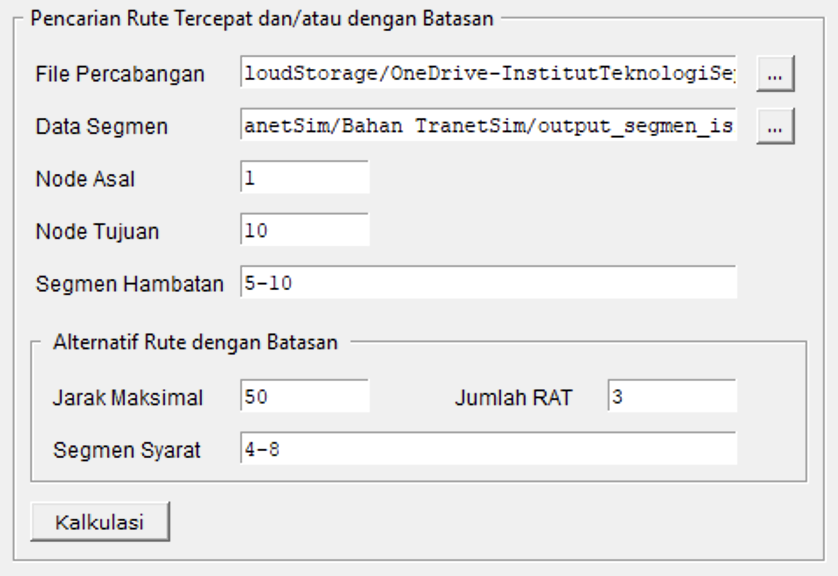 Pencarian Rute Tercepat dan/atau dengan Batasan
File Percabangan loudStorage/OneDrive-InstitutTeknologiSe ...
Data Segmen anetSim/Bahan TranetSim/output_segmen_is ...
Node Asal 1
Node Tujuan 10
Segmen Hambatan 5-10
Alternatif Rute dengan Batasan
Jarak Maksimal 50 Jumlah RAT 3
Segmen Syarat 4-8
Kalkulasi